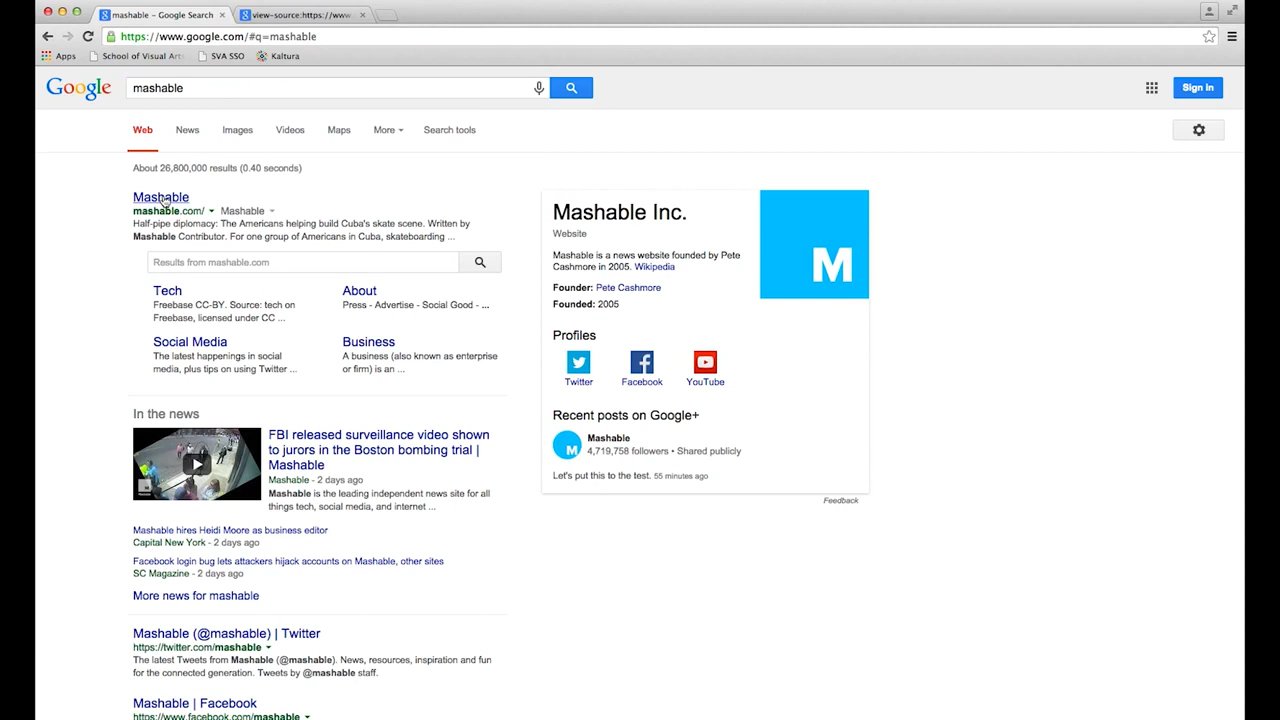 mashable - Google Search
view-source:https://www
https://www.google.com/#q=mashable
Apps
School of Visual Art
SVA SSO
Kaltura
Google
mashable
Sign in
Web
News
Images
Videos
Maps
More
Search tools
About 26,800,000 results (0.40 seconds)
Mashable
mashable.com/
Mashable
Half-pipe diplomacy: The Americans helping build Cuba's skate scene. Written by
Mashable Contributor. For one group of Americans in Cuba, skateboarding ...
Results from mashable.com
Tech
Freebase CC-BY. Source: tech on
Freebase, licensed under CC ...
About
Press - Advertise - Social Good - ...
Social Media
The latest happenings in social
media, plus tips on using Twitter ...
Business
A business (also known as enterprise
or firm) is an ...
In the news
FBI released surveillance video shown
to jurors in the Boston bombing trial |
Mashable
Mashable - 2 days ago
Mashable is the leading independent news site for all
things tech, social media, and internet ...
Mashable hires Heidi Moore as business editor
Capital New York - 2 days ago
Facebook login bug lets attackers hijack accounts on Mashable, other sites
SC Magazine - 2 days ago
More news for mashable
Mashable (@mashable) | Twitter
https://twitter.com/mashable
The latest Tweets from Mashable (@mashable). News, resources, inspiration and fun
for the connected generation. Tweets by @mashable staff.
Mashable | Facebook
https://www.facebook.com/mashable
Mashable Inc.
Website
Mashable is a news website founded by Pete
Cashmore in 2005. Wikipedia
Founder: Pete Cashmore
Founded: 2005
M
Profiles
Twitter
Facebook
YouTube
Recent posts on Google+
M
Mashable
4,719,758 followers • Shared publicly
Let's put this to the test. 55 minutes ago
Feedback